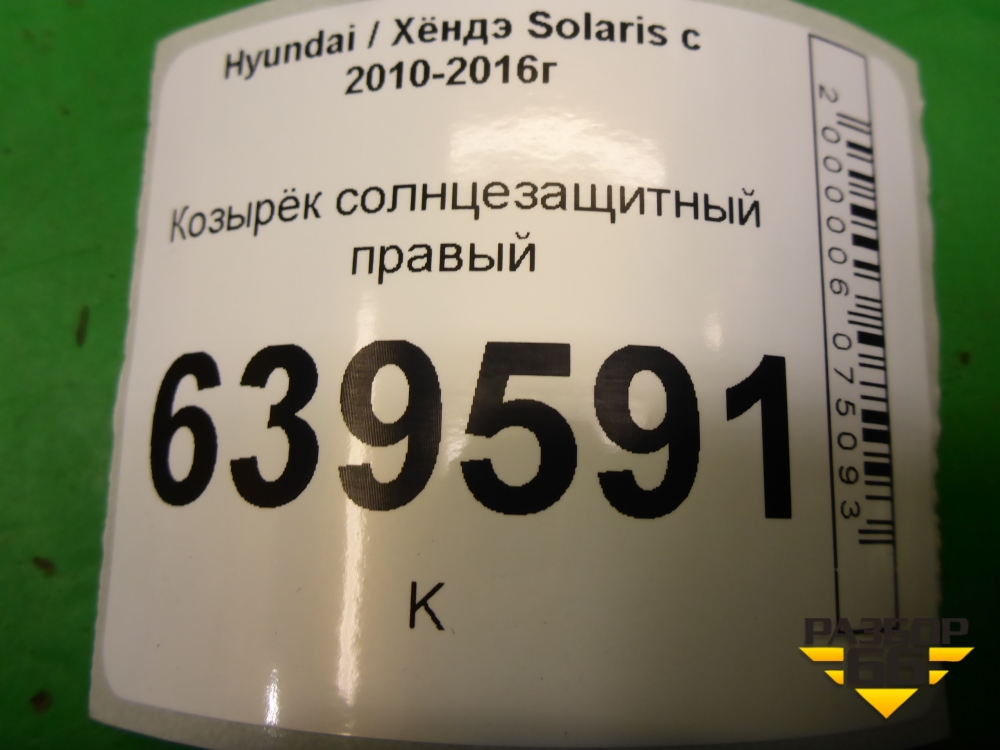 Hyundai / Хёндэ Solaris с
2010-2016г
Козырёк солнцезащитный
правый
639591
К
2000006075093
РАЗБОР
66